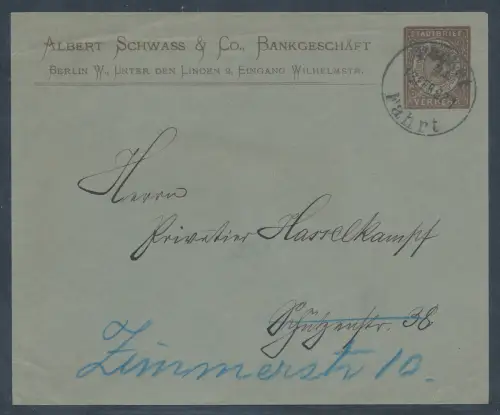 ALBERT SCHWASS & CO., BANKGESCHÄFT
BERLIN W., UNTER DEN LINDEN 2, EINGANG WILHELMSTR.
STADTBRIEF
VERKEHR
Fahrt
Herrn
Privatier Hasselkampf
Schützenstr. 38
Zimmerstr 10.